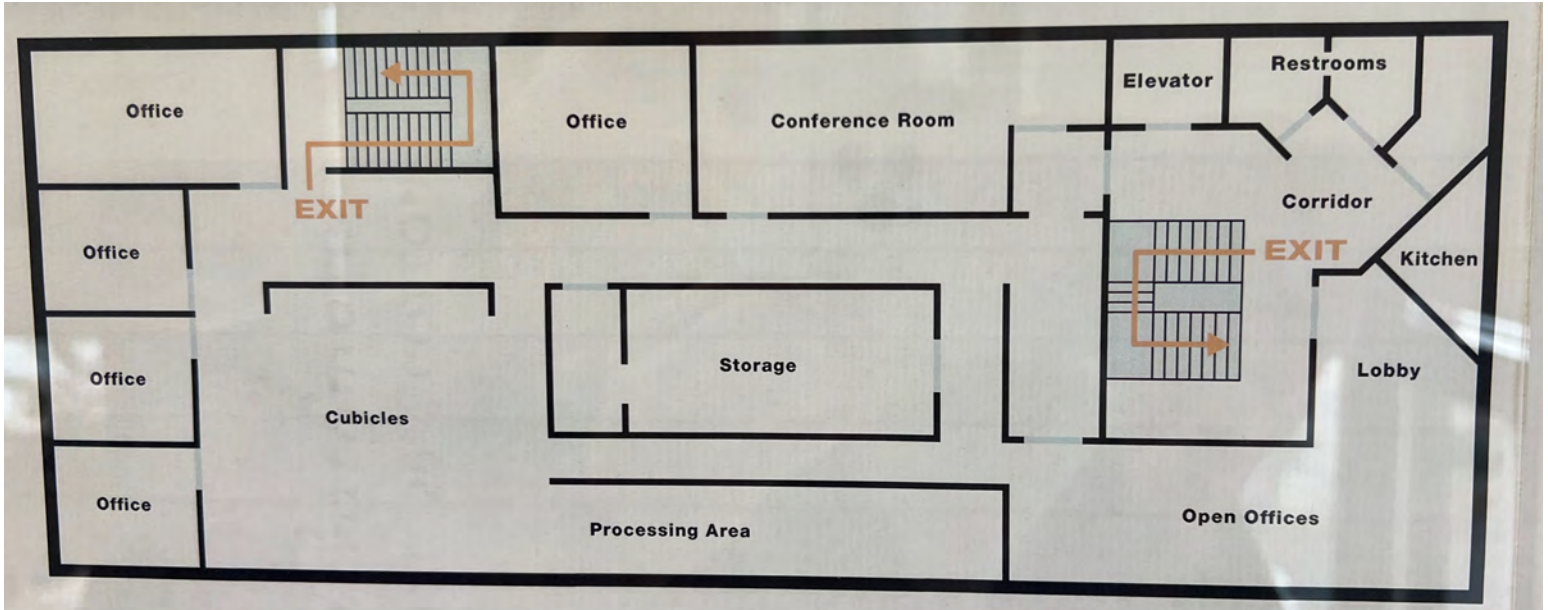 Office
Office
Conference Room
Elevator
Restrooms
EXIT
Corridor
Office
EXIT
Kitchen
Office
Storage
Lobby
Cubicles
Office
Processing Area
Open Offices